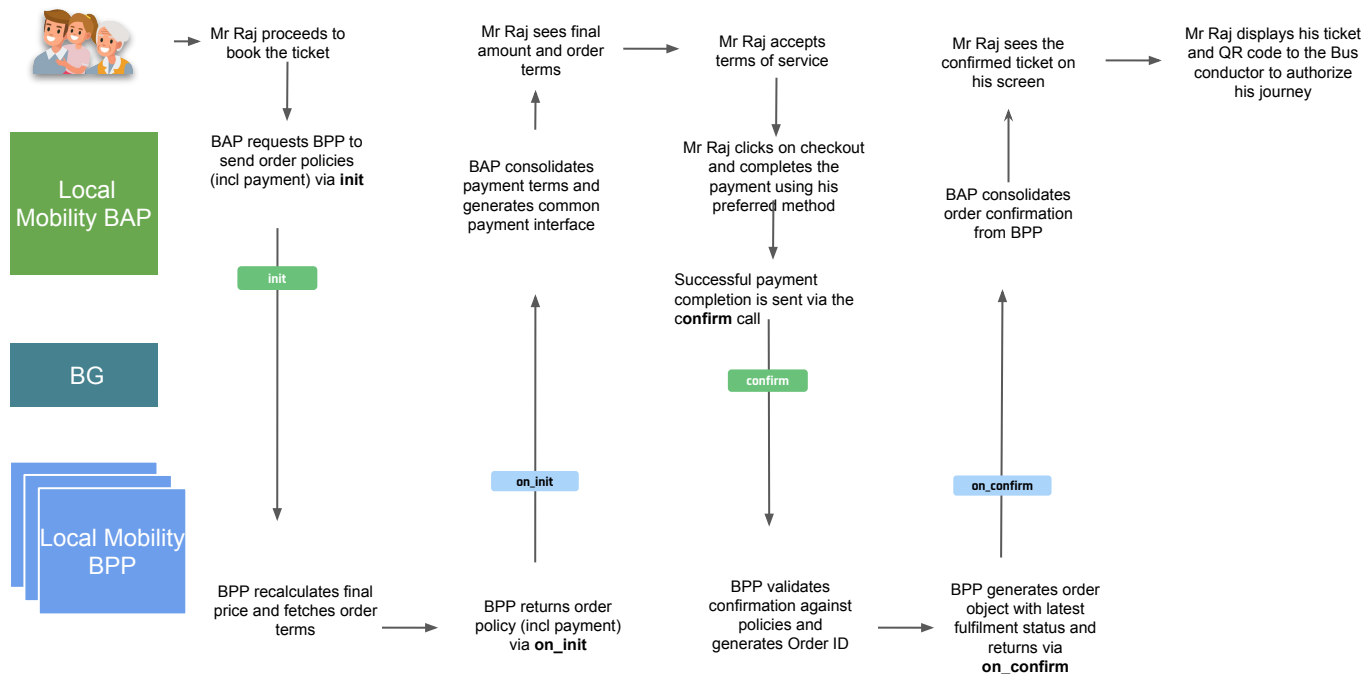 Mr Raj proceeds to
book the ticket
Mr Raj sees final
amount and order
terms
Mr Raj accepts
terms of service
Mr Raj sees the
confirmed ticket on
his screen
Mr Raj displays his ticket
and QR code to the Bus
conductor to authorize
his journey
Local
Mobility BAP
BAP requests BPP to
send order policies
(incl payment) via init
BAP consolidates
payment terms and
generates common
payment interface
Mr Raj clicks on checkout
and completes the
payment using his
preferred method
BAP consolidates
order confirmation
from BPP
init
Successful payment
completion is sent via the
confirm call
BG
confirm
on_init
on_confirm
Local Mobility
BPP
BPP recalculates final
price and fetches order
terms
BPP returns order
policy (incl payment)
via on_init
BPP validates
confirmation against
policies and
generates Order ID
BPP generates order
object with latest
fulfilment status and
returns via
on_confirm